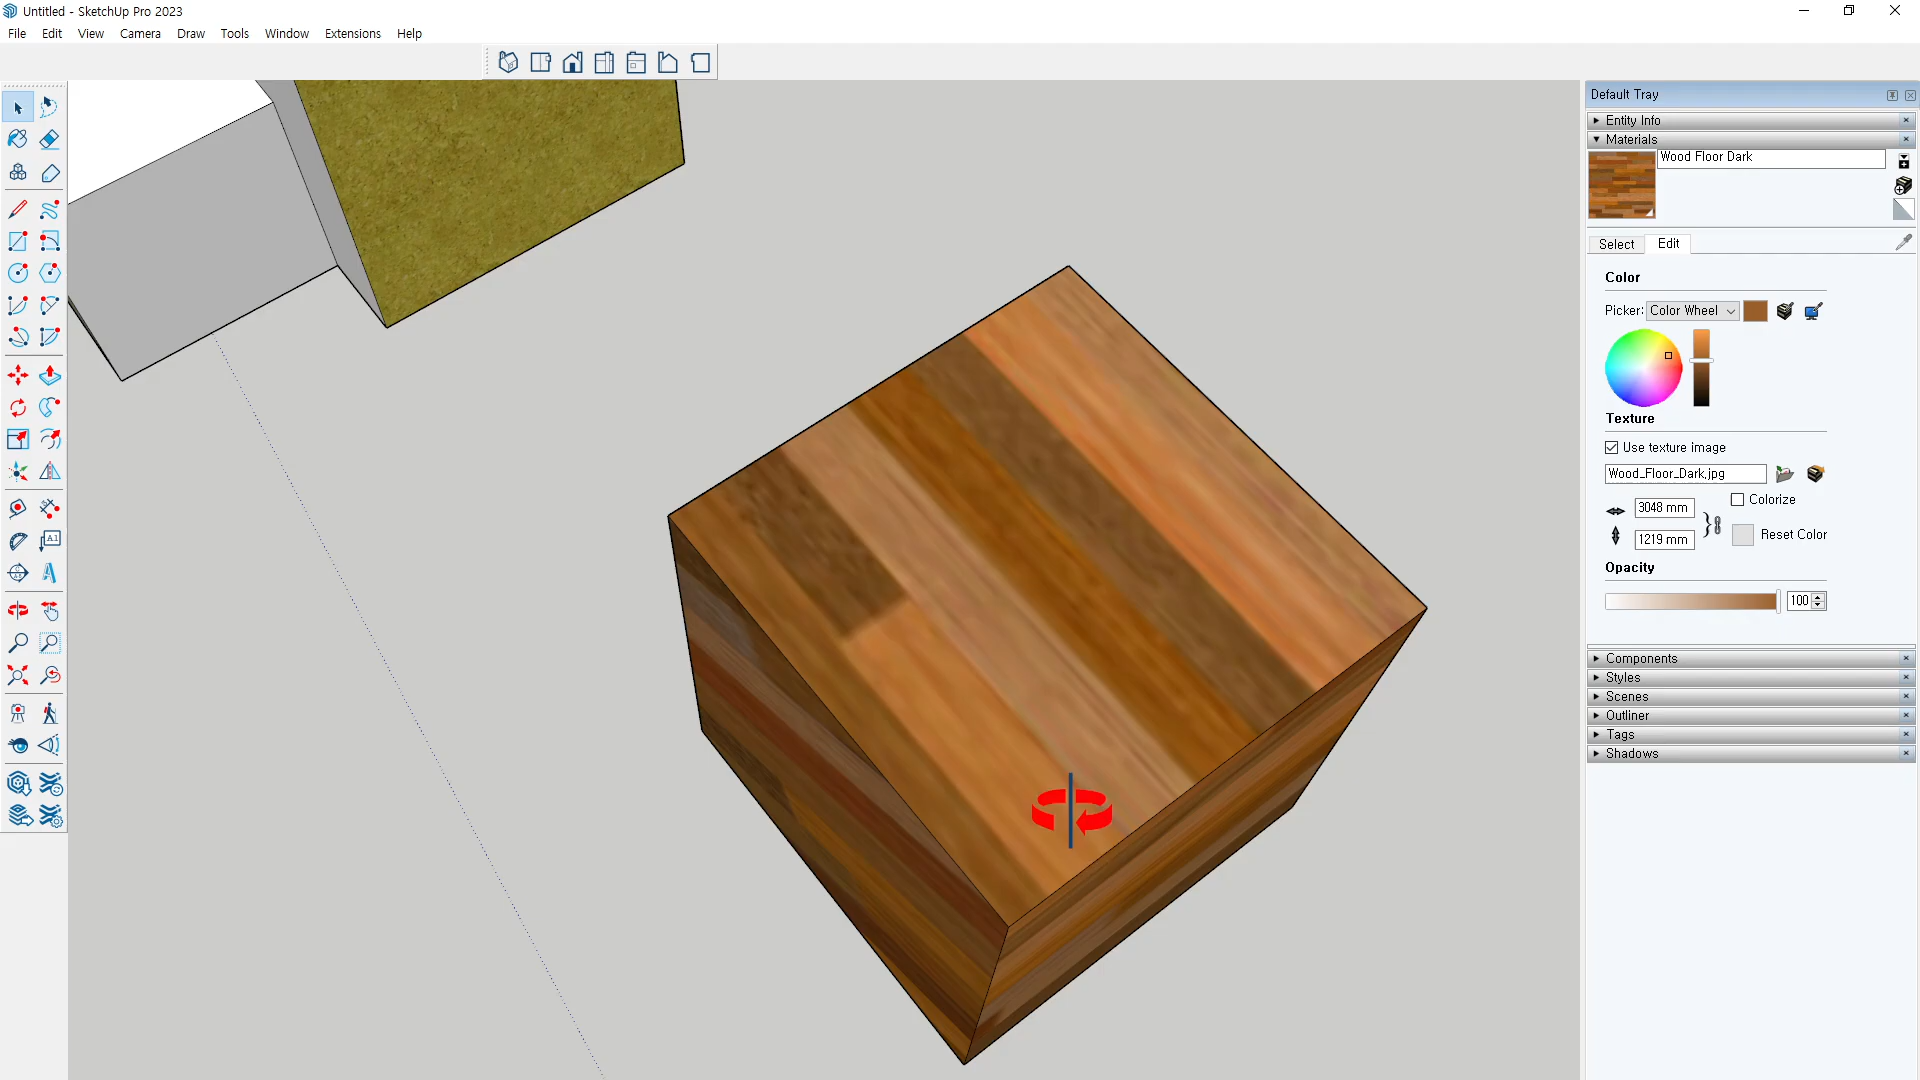 Untitled - SketchUp Pro 2023
File Edit View Camera Draw Tools Window Extensions Help
Default Tray
Entity Info
Materials
Wood Floor Dark
Select Edit
Color
Picker: Color Wheel
Texture
Use texture image
Wood_Floor_Dark.jpg
3048 mm
Colorize
1219 mm
Reset Color
Opacity
100
Components
Styles
Scenes
Outliner
Tags
Shadows